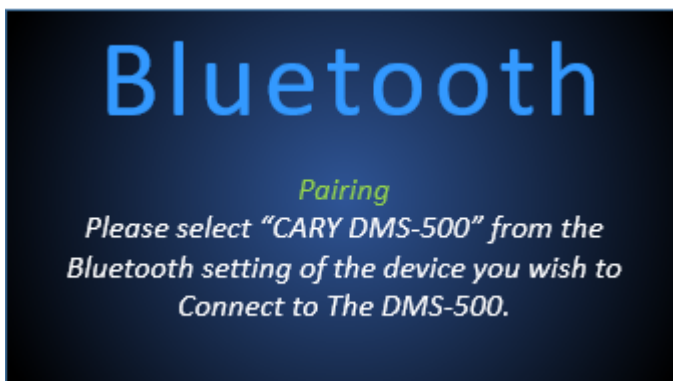 Bluetooth
Pairing
Please select “CARY DMS-500” from the
Bluetooth setting of the device you wish to
Connect to The DMS-500.